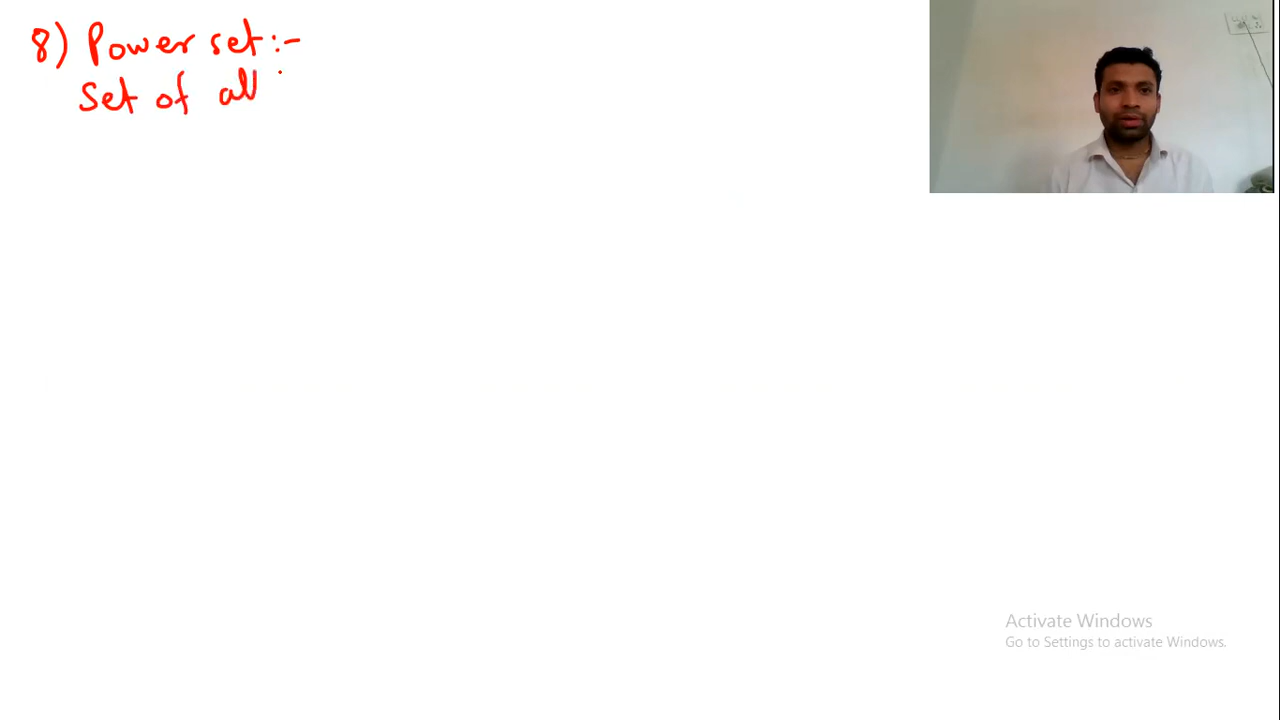 8) Power set:-
Set of all
Activate Windows
Go to Settings to activate Windows.